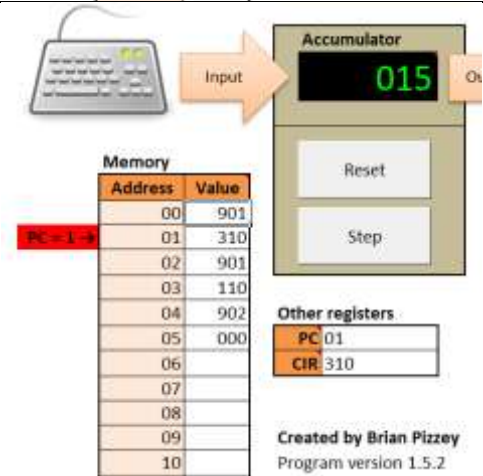 Accumulator
Input
015
Ou
Memory
Address Value
00 901
PC = 1 → 01 310
02 901
03 110
04 902
05 000
06
07
08
09
10
Reset
Step
Other registers
PC 01
CIR 310
Created by Brian Pizzey
Program version 1.5.2